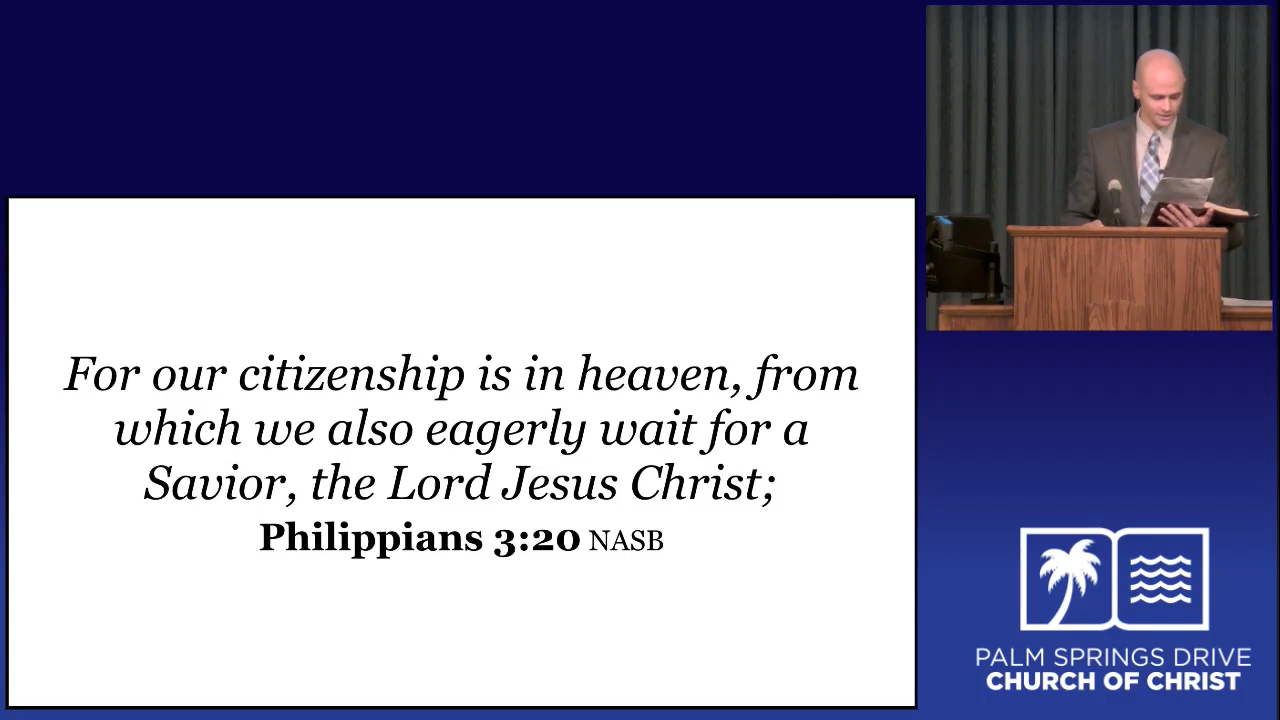 For our citizenship is in heaven, from
which we also eagerly wait for a
Savior, the Lord Jesus Christ;
Philippians 3:20 NASB
PALM SPRINGS DRIVE
CHURCH OF CHRIST